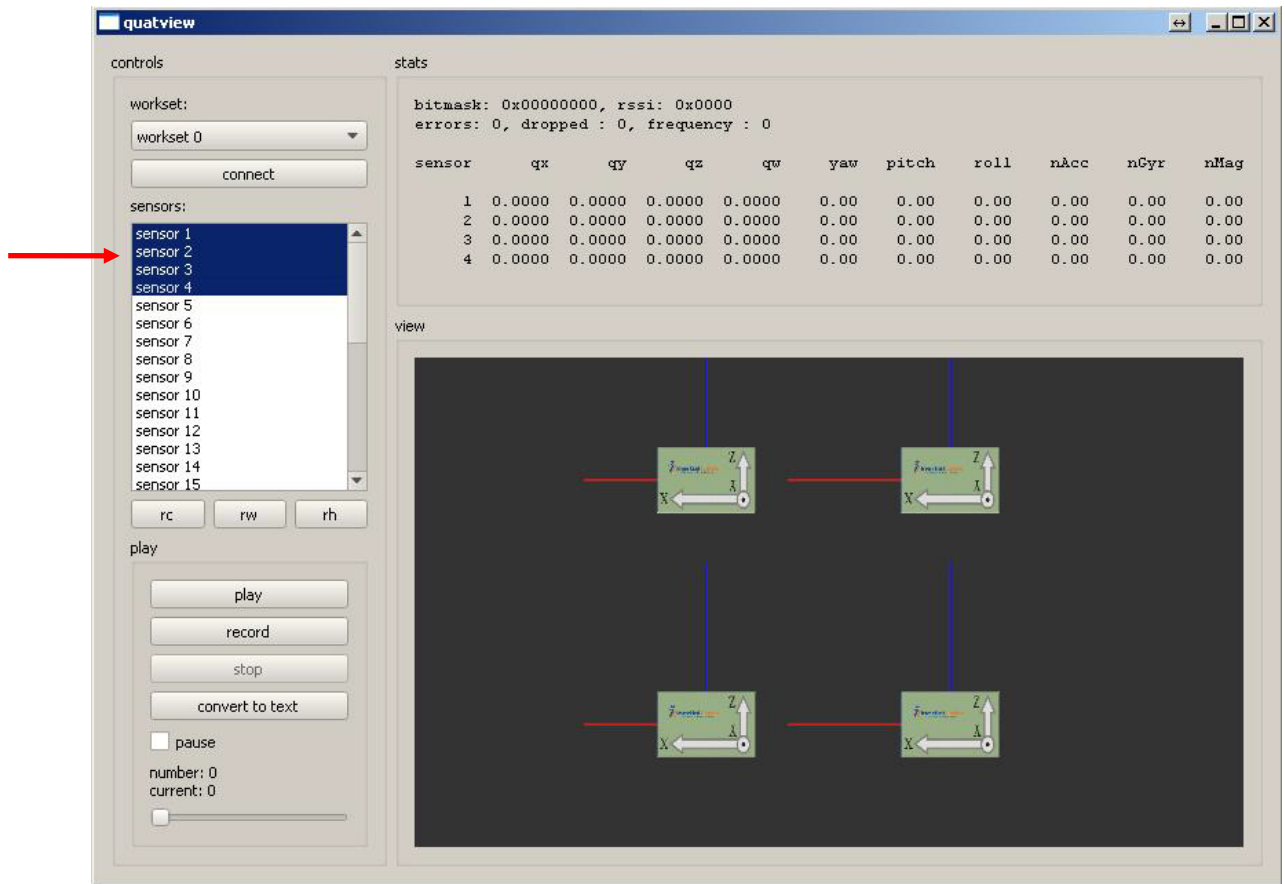 quatview
controls
workset:
workset 0
connect
sensors:
sensor 1
sensor 2
sensor 3
sensor 4
sensor 5
sensor 6
sensor 7
sensor 8
sensor 9
sensor 10
sensor 11
sensor 12
sensor 13
sensor 14
sensor 15
rc rw rh
play
play
record
stop
convert to text
pause
number: 0
current: 0
stats
bitmask: 0x00000000, rssi: 0x0000
errors: 0, dropped : 0, frequency : 0
sensor qx qy qz qw yaw pitch roll nAcc nGyr nMag
1 0.0000 0.0000 0.0000 0.0000 0.00 0.00 0.00 0.00 0.00 0.00
2 0.0000 0.0000 0.0000 0.0000 0.00 0.00 0.00 0.00 0.00 0.00
3 0.0000 0.0000 0.0000 0.0000 0.00 0.00 0.00 0.00 0.00 0.00
4 0.0000 0.0000 0.0000 0.0000 0.00 0.00 0.00 0.00 0.00 0.00
view
Z
X
Z
X
Z
X
Z
X